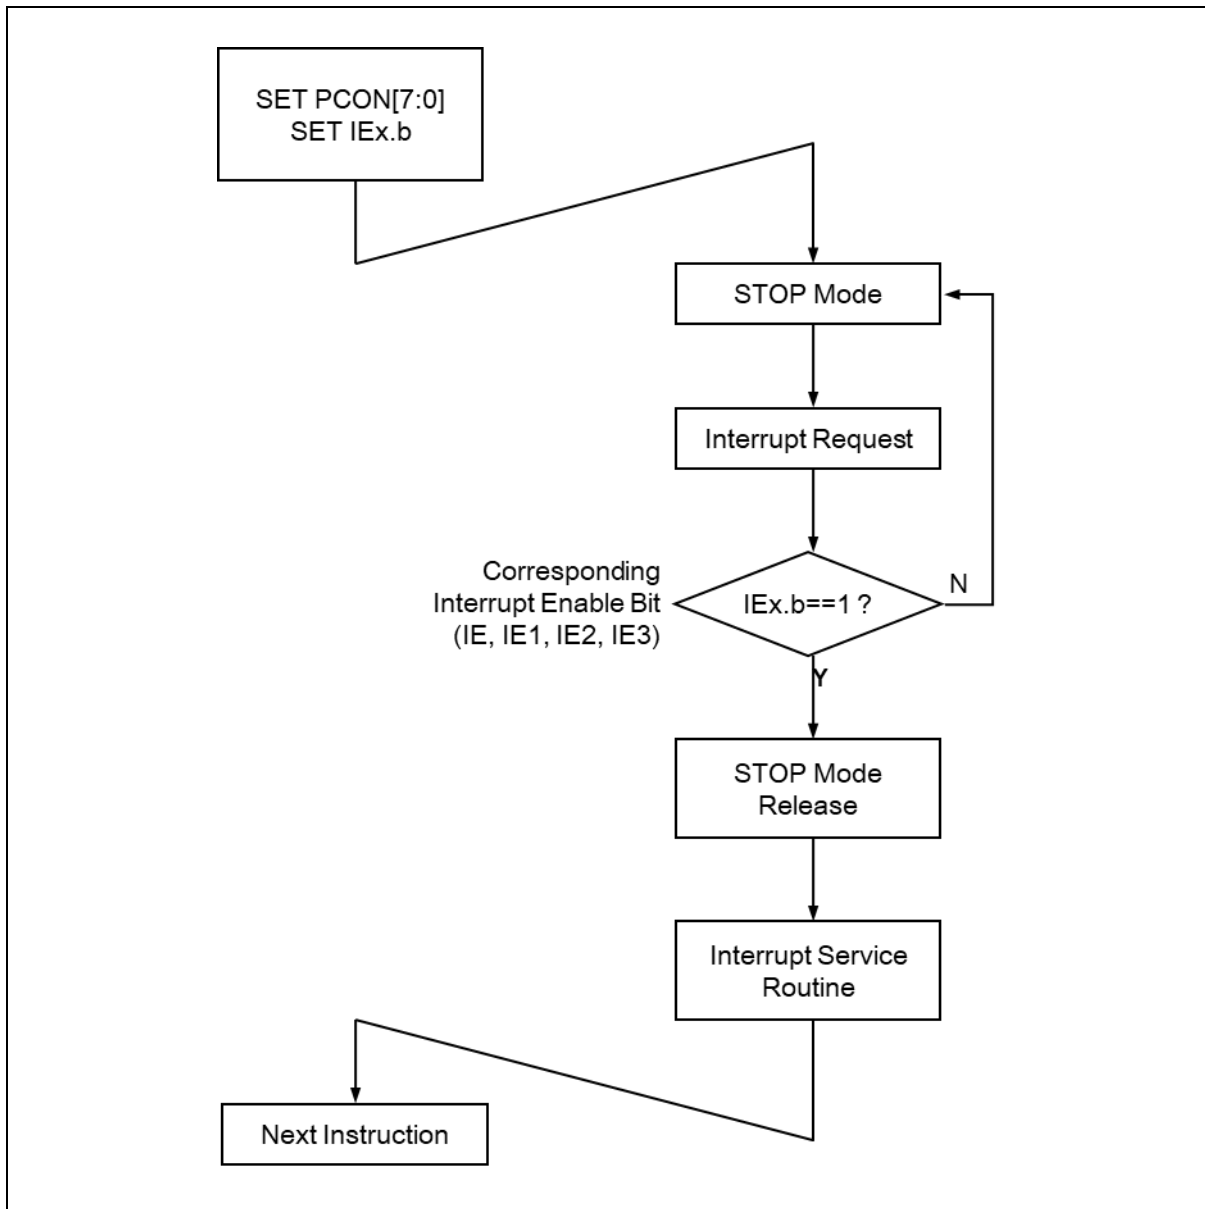 SET PCON[7:0]
SET IEx.b
STOP Mode
Interrupt Request
Corresponding
Interrupt Enable Bit
(IE, IE1, IE2, IE3)
IEx.b==1 ?
N
Y
STOP Mode
Release
Interrupt Service
Routine
Next Instruction